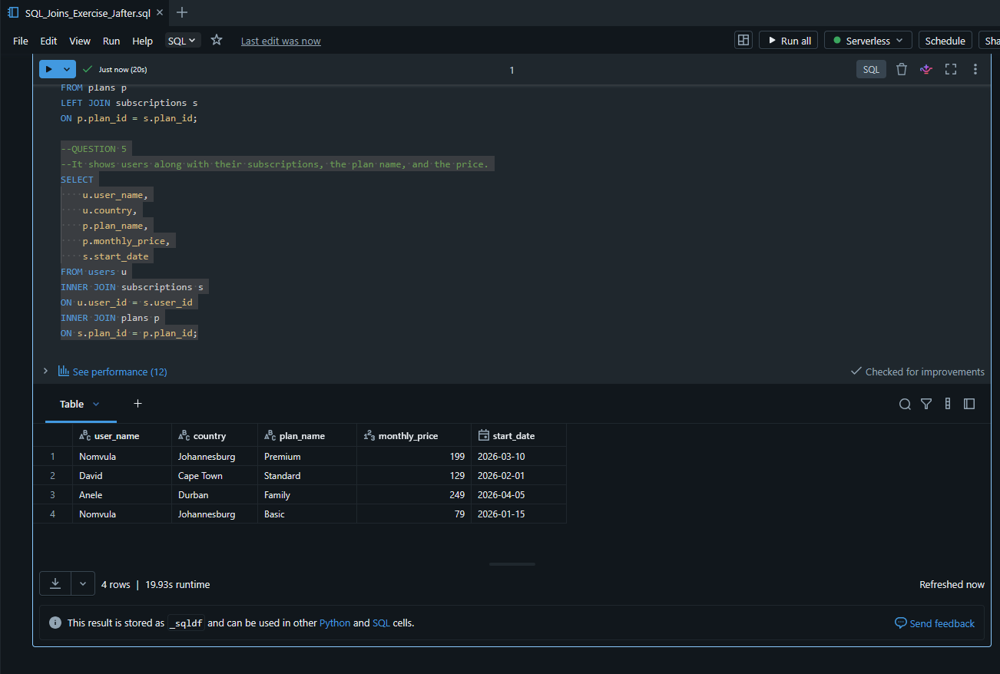 SQL_Joins_Exercise_Jafter.sql
File Edit View Run Help SQL Last edit was now Run all Serverless Schedule Sha
Just now (20s) 1 SQL
FROM plans p
LEFT JOIN subscriptions s
ON p.plan_id = s.plan_id;
--QUESTION 5
--It shows users along with their subscriptions, the plan name, and the price.
SELECT
u.user_name,
u.country,
p.plan_name,
p.monthly_price,
s.start_date
FROM users u
INNER JOIN subscriptions s
ON u.user_id = s.user_id
INNER JOIN plans p
ON s.plan_id = p.plan_id;
See performance (12) Checked for improvements
Table
user_name country plan_name monthly_price start_date
1 Nomvula Johannesburg Premium 199 2026-03-10
2 David Cape Town Standard 129 2026-02-01
3 Anele Durban Family 249 2026-04-05
4 Nomvula Johannesburg Basic 79 2026-01-15
4 rows | 19.93s runtime Refreshed now
This result is stored as _sqldf and can be used in other Python and SQL cells. Send feedback